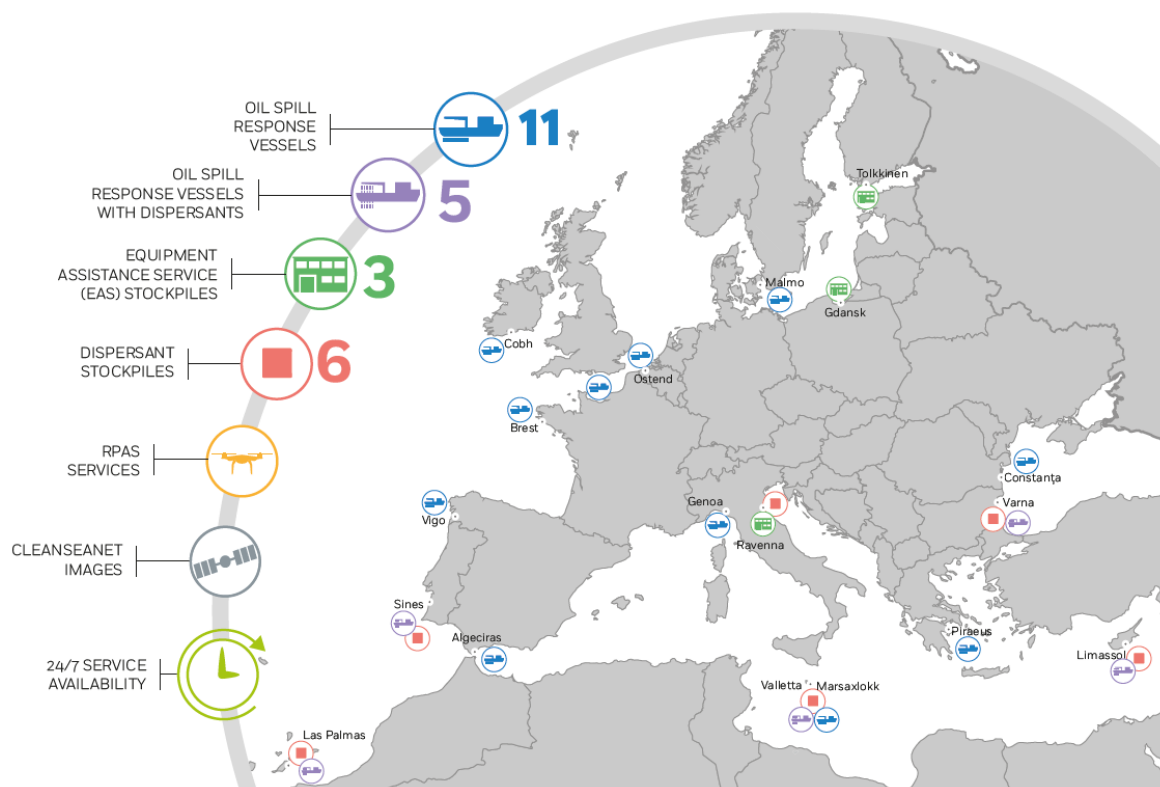 OIL SPILL
RESPONSE
VESSELS
11
OIL SPILL
RESPONSE VESSELS
WITH DISPERSANTS
5
EQUIPMENT
ASSISTANCE SERVICE
(EAS) STOCKPILES
3
DISPERSANT
STOCKPILES
6
RPAS
SERVICES
CLEANSEANET
IMAGES
24/7 SERVICE
AVAILABILITY
Tolkkinen
Malmo
Gdansk
Cobh
Ostend
Brest
Constanţa
Varna
Vigo
Genoa
Ravenna
Sines
Algeciras
Piraeus
Limassol
Valletta
Marsaxlokk
Las Palmas